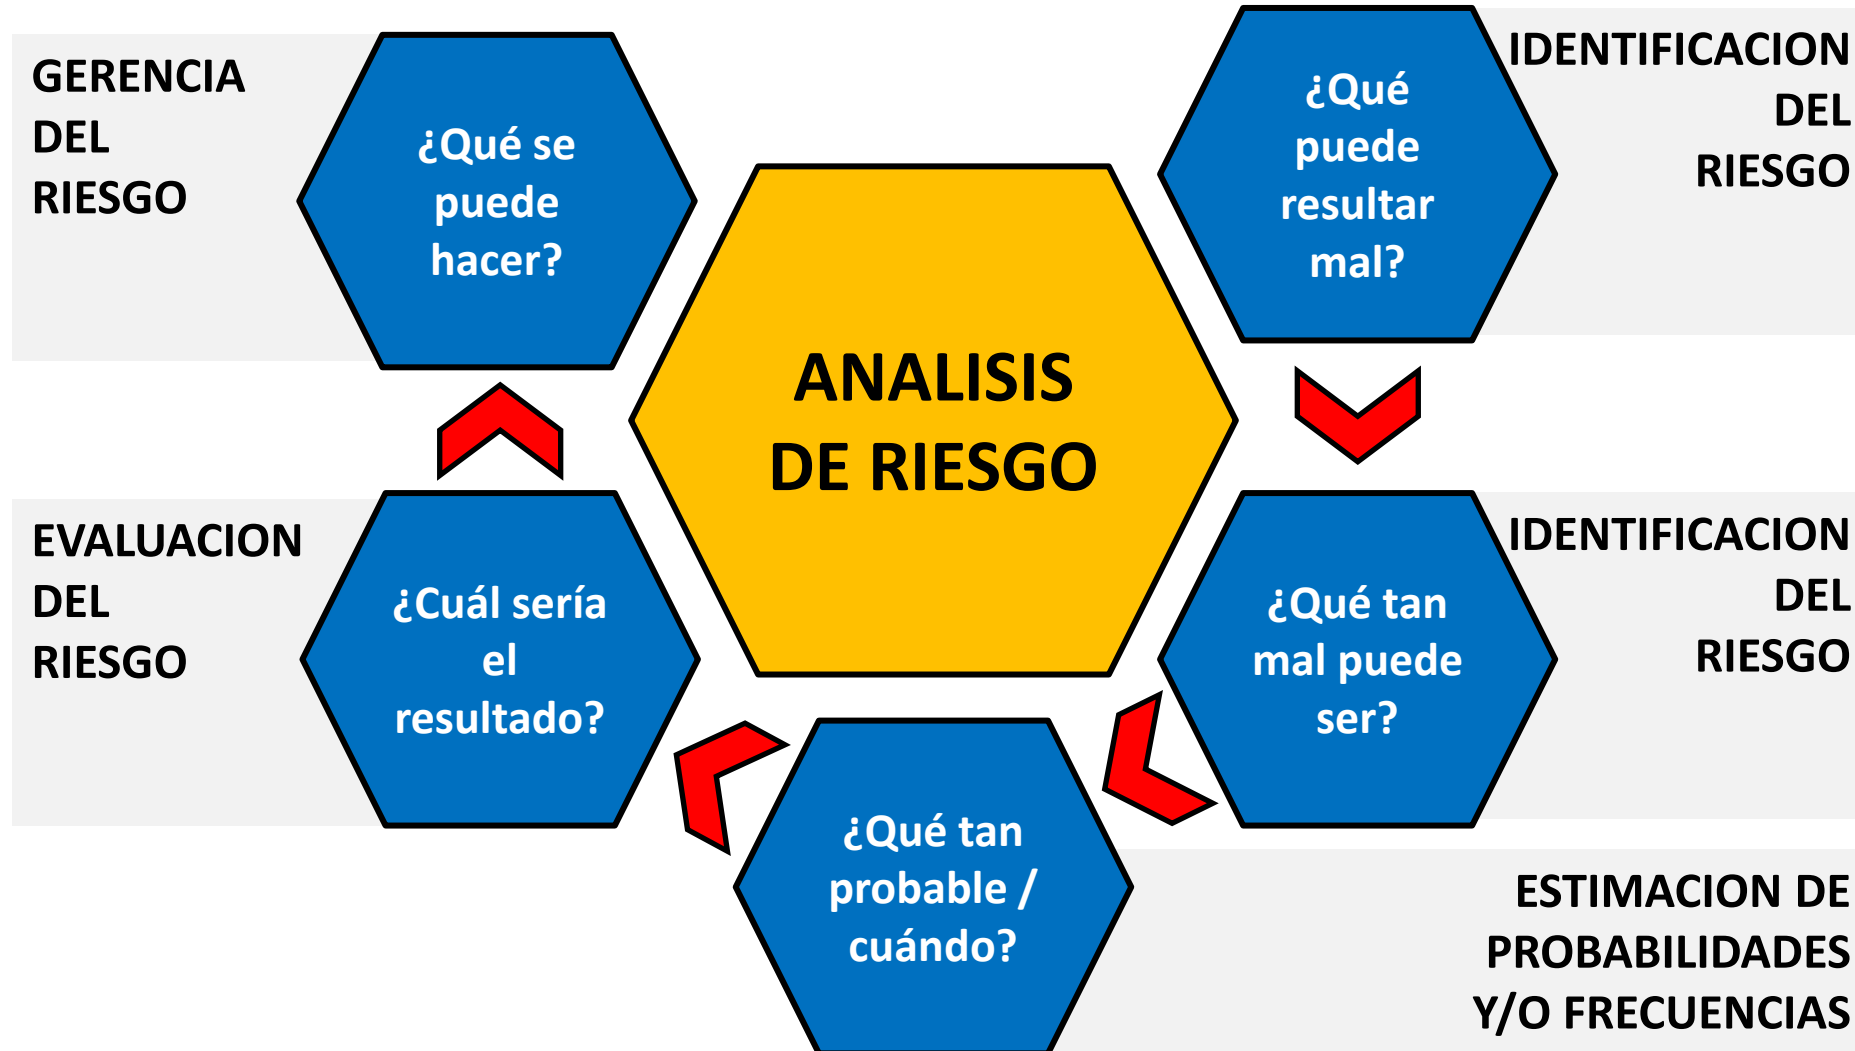 GERENCIA
DEL
RIESGO
¿Qué se
puede
hacer?
¿Qué
puede
resultar
mal?
IDENTIFICACION
DEL
RIESGO
ANALISIS
DE RIESGO
EVALUACION
DEL
RIESGO
¿Cuál sería
el
resultado?
¿Qué tan
mal puede
ser?
IDENTIFICACION
DEL
RIESGO
¿Qué tan
probable /
cuándo?
ESTIMACION DE
PROBABILIDADES
Y/O FRECUENCIAS